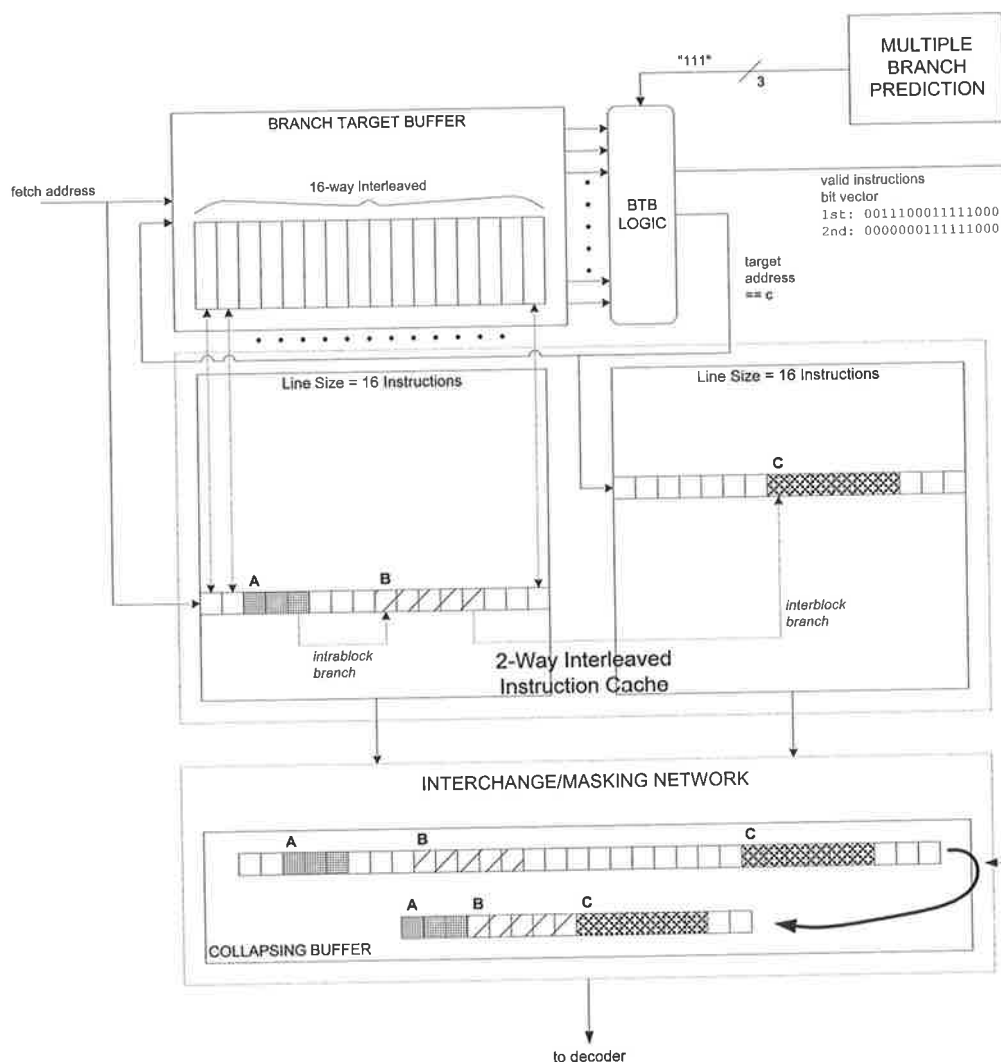 MULTIPLE
BRANCH
PREDICTION
"111"
3
BRANCH TARGET BUFFER
fetch address
16-way Interleaved
BTB
LOGIC
valid instructions
bit vector
1st: 0011100011111000
2nd: 0000000111111000
target
address
== c
Line Size = 16 Instructions
Line Size = 16 Instructions
C
A
B
intrablock
branch
interblock
branch
2-Way Interleaved
Instruction Cache
INTERCHANGE/MASKING NETWORK
A
B
C
A
B
C
COLLAPSING BUFFER
to decoder